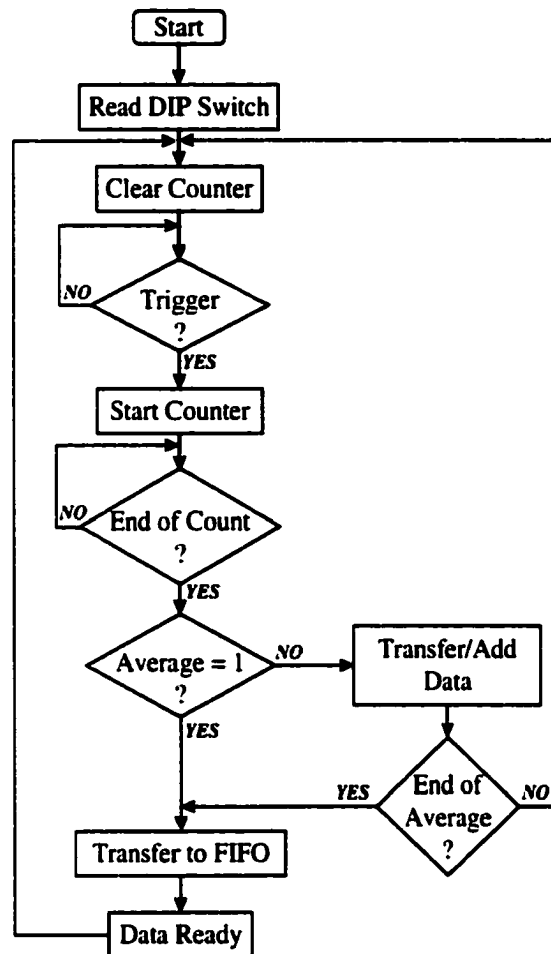 Start
Read DIP Switch
Clear Counter
NO
Trigger
?
YES
Start Counter
NO
End of Count
?
YES
Average = 1
?
NO
Transfer/Add
Data
YES
YES
End of
Average
?
NO
Transfer to FIFO
Data Ready